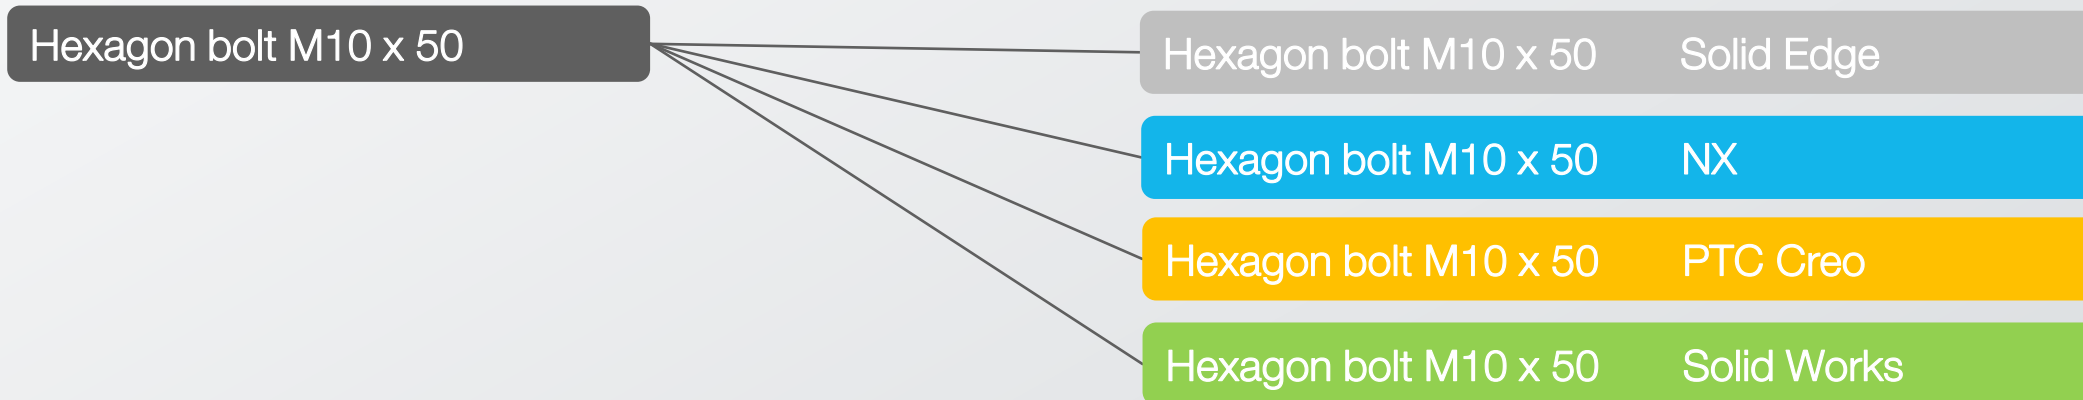 Hexagon bolt M10 x 50
Hexagon bolt M10 x 50 Solid Edge
Hexagon bolt M10 x 50 NX
Hexagon bolt M10 x 50 PTC Creo
Hexagon bolt M10 x 50 Solid Works